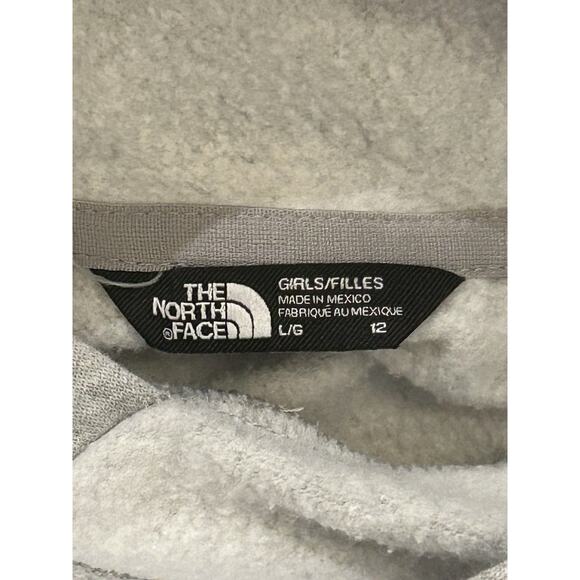 THE
NORTH
®FACE
GIRLS/FILLES
MADE IN MEXICO
FABRIQUÉ AU MEXIQUE
L/G 12